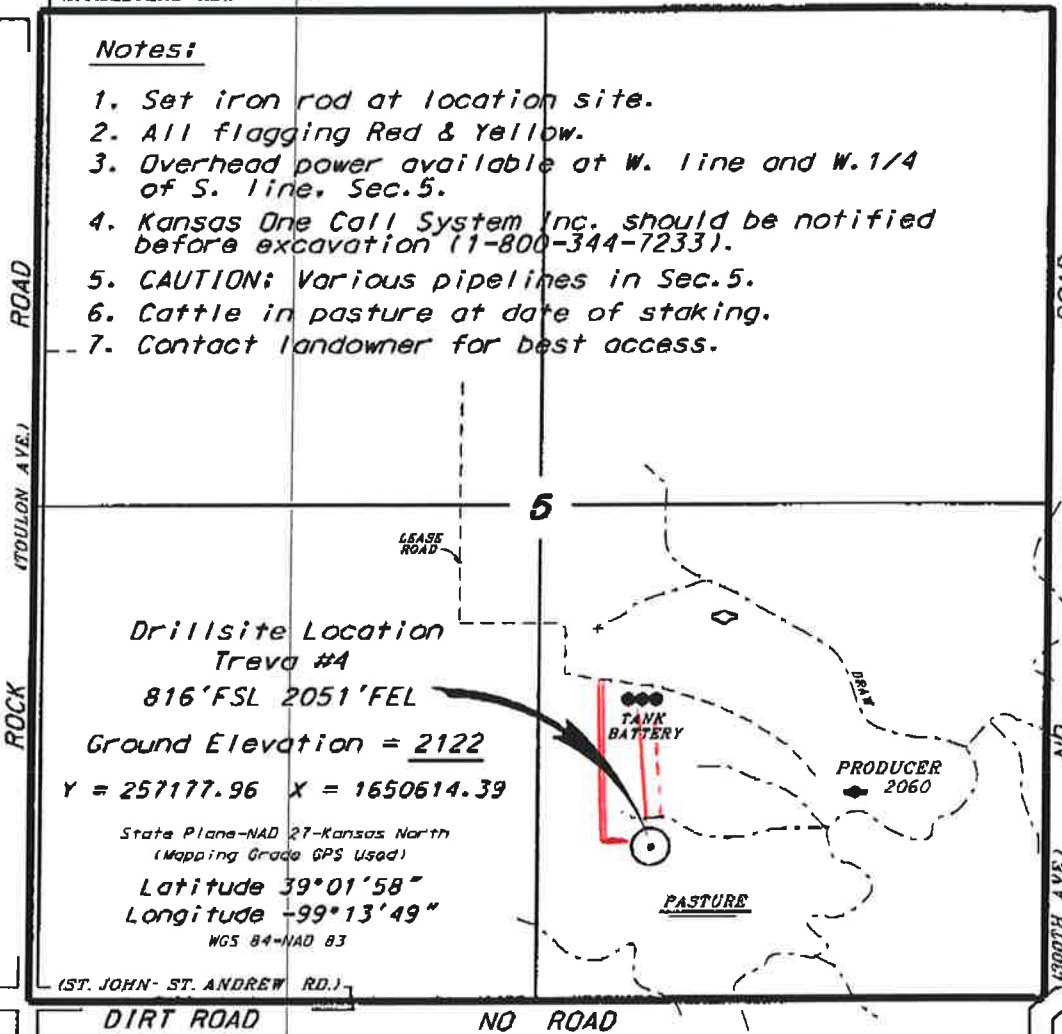 Notes:
1. Set iron rod at location site.
2. All flagging Red & Yellow.
3. Overhead power available at W. line and W.1/4
of S. line, Sec.5.
4. Kansas One Call System Inc. should be notified
before excavation (1-800-344-7233).
5. CAUTION: Various pipelines in Sec.5.
6. Cattle in pasture at date of staking.
7. Contact landowner for best access.
ROAD
(TOULON AVE.)
ROCK
5
LEASE
ROAD
Drillsite Location
Treva #4
816'FSL 2051'FEL
Ground Elevation = 2122
Y = 257177.96 X = 1650614.39
State Plane-NAD 27-Kansas North
(Mapping Grade GPS Used)
Latitude 39°01'58"
Longitude -99°13'49"
WGS 84-NAD 83
TANK
BATTERY
DRAW
PRODUCER
2060
PASTURE
ROAD
NO
(ST. JOHN- ST. ANDREW RD.)
DIRT ROAD
NO ROAD